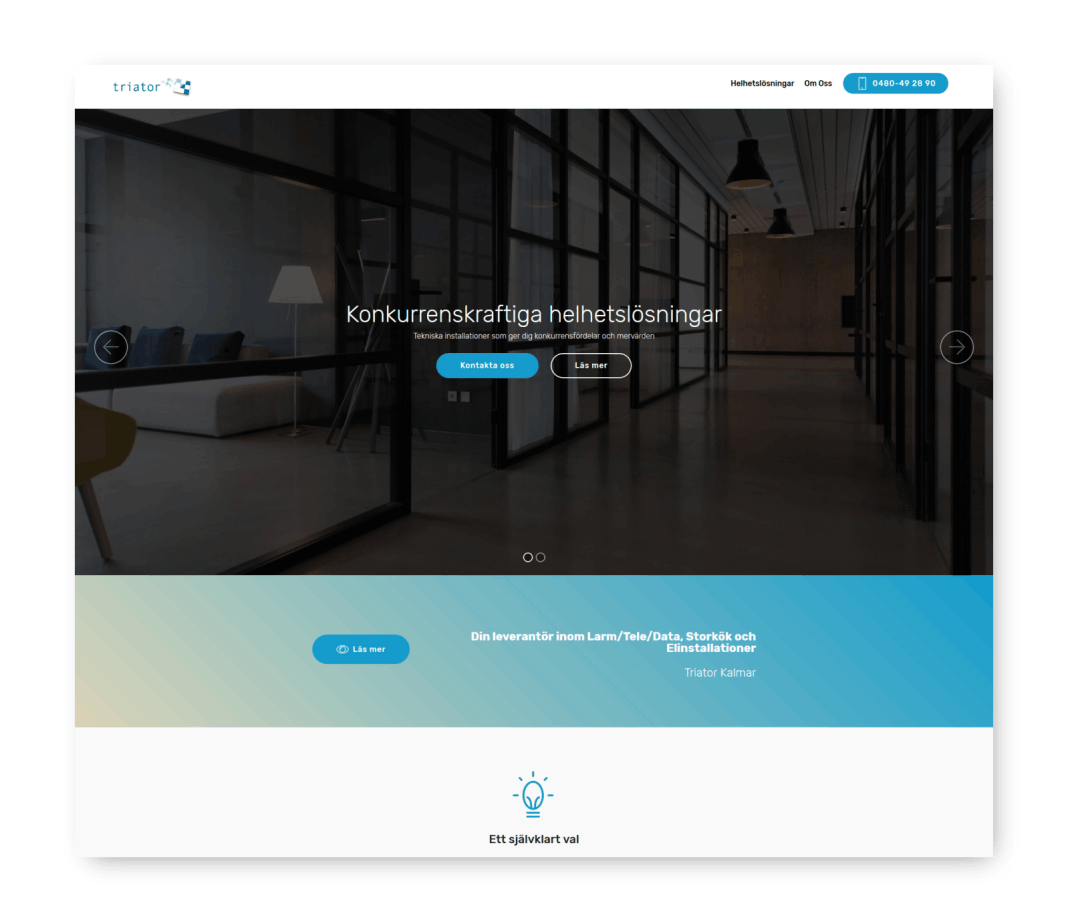 triator
Helhetslösningar Om Oss 0480-49 28 90
Konkurrenskraftiga helhetslösningar
Tekniska installationer som ger dig konkurrensfördelar och mervärden
Kontakta oss Läs mer
Din leverantör inom Larm/Tele/Data, Storkök och
Elinstallationer
Läs mer
Triator Kalmar
Ett självklart val